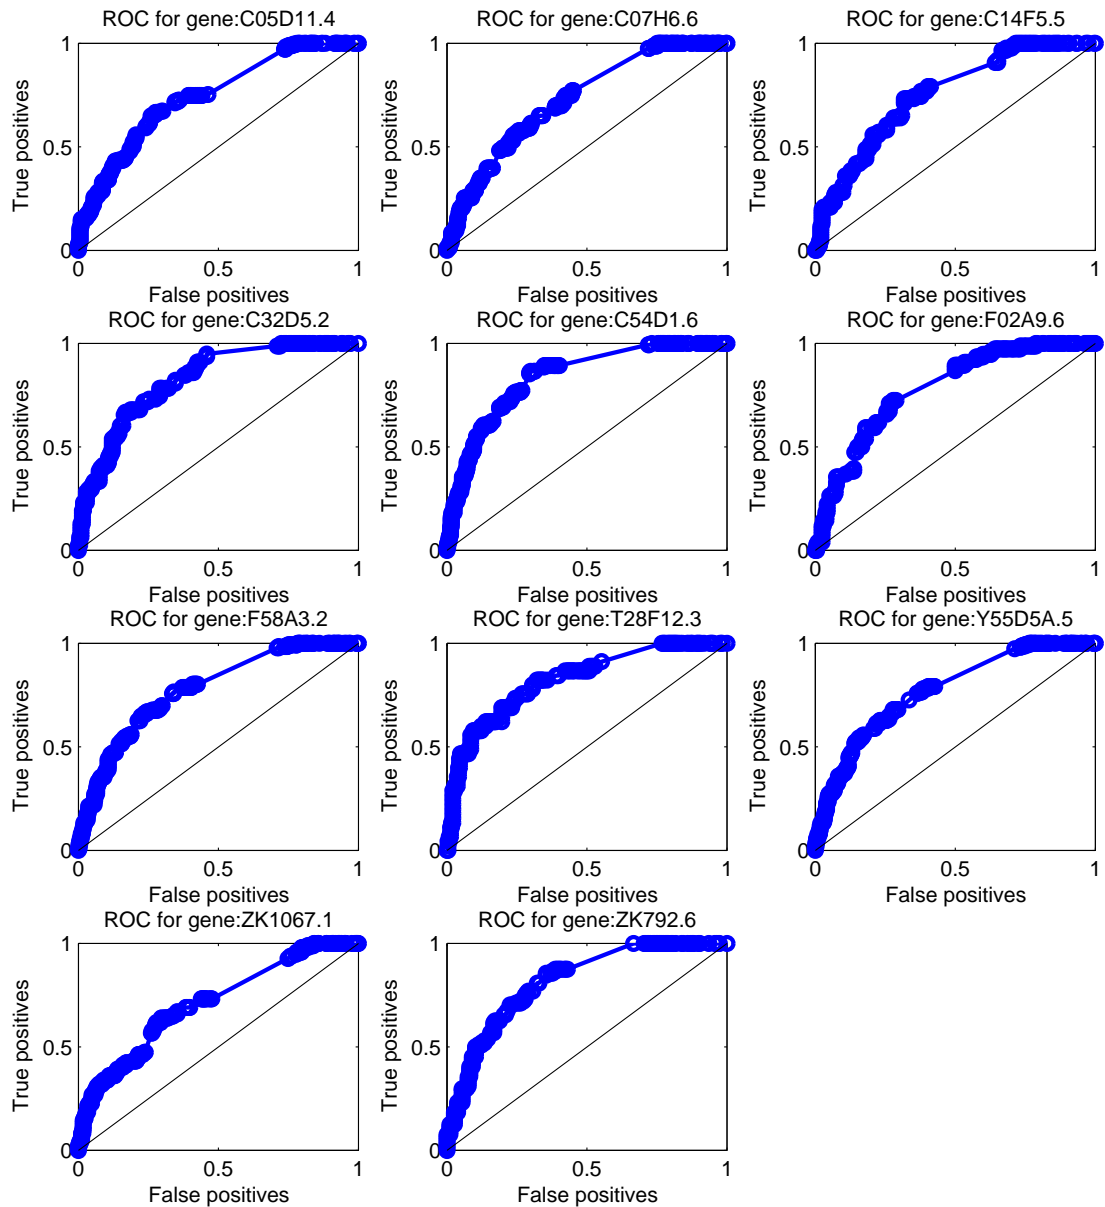 ROC for gene:C05D11.4
1
0.5
0
0 0.5 1
True positives
False positives
ROC for gene:C07H6.6
1
0.5
0
0 0.5 1
True positives
False positives
ROC for gene:C14F5.5
1
0.5
0
0 0.5 1
True positives
False positives
ROC for gene:C32D5.2
1
0.5
0
0 0.5 1
True positives
False positives
ROC for gene:C54D1.6
1
0.5
0
0 0.5 1
True positives
False positives
ROC for gene:F02A9.6
1
0.5
0
0 0.5 1
True positives
False positives
ROC for gene:F58A3.2
1
0.5
0
0 0.5 1
True positives
False positives
ROC for gene:T28F12.3
1
0.5
0
0 0.5 1
True positives
False positives
ROC for gene:Y55D5A.5
1
0.5
0
0 0.5 1
True positives
False positives
ROC for gene:ZK1067.1
1
0.5
0
0 0.5 1
True positives
False positives
ROC for gene:ZK792.6
1
0.5
0
0 0.5 1
True positives
False positives